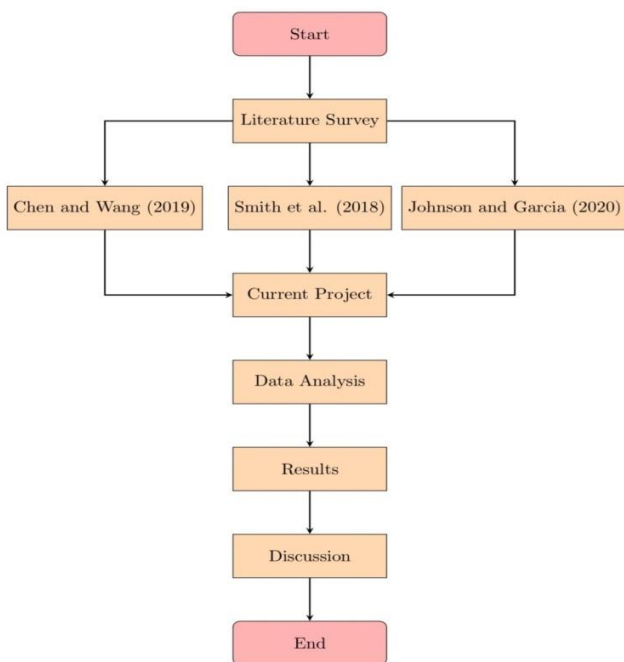 Start
Literature Survey
Chen and Wang (2019)
Smith et al. (2018)
Johnson and Garcia (2020)
Current Project
Data Analysis
Results
Discussion
End